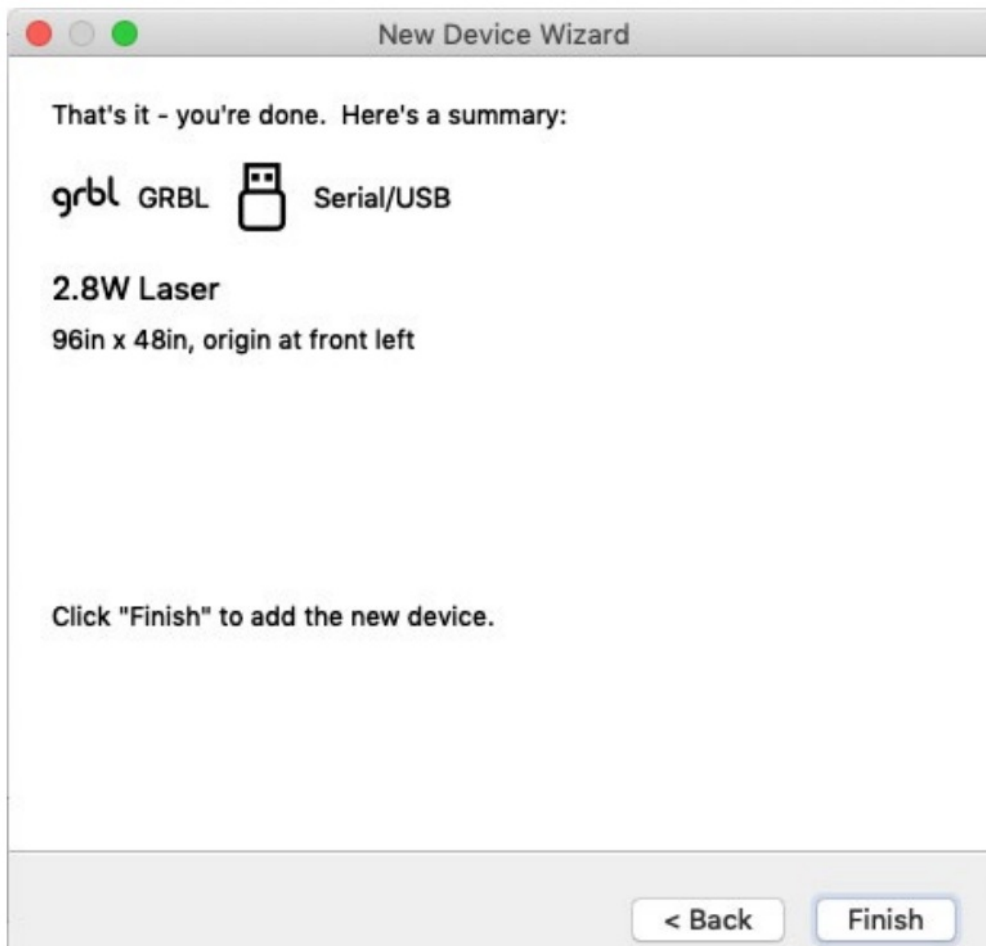 New Device Wizard
That's it - you're done. Here's a summary:
grbl GRBL Serial/USB
2.8W Laser
96in x 48in, origin at front left
Click "Finish" to add the new device.
< Back Finish